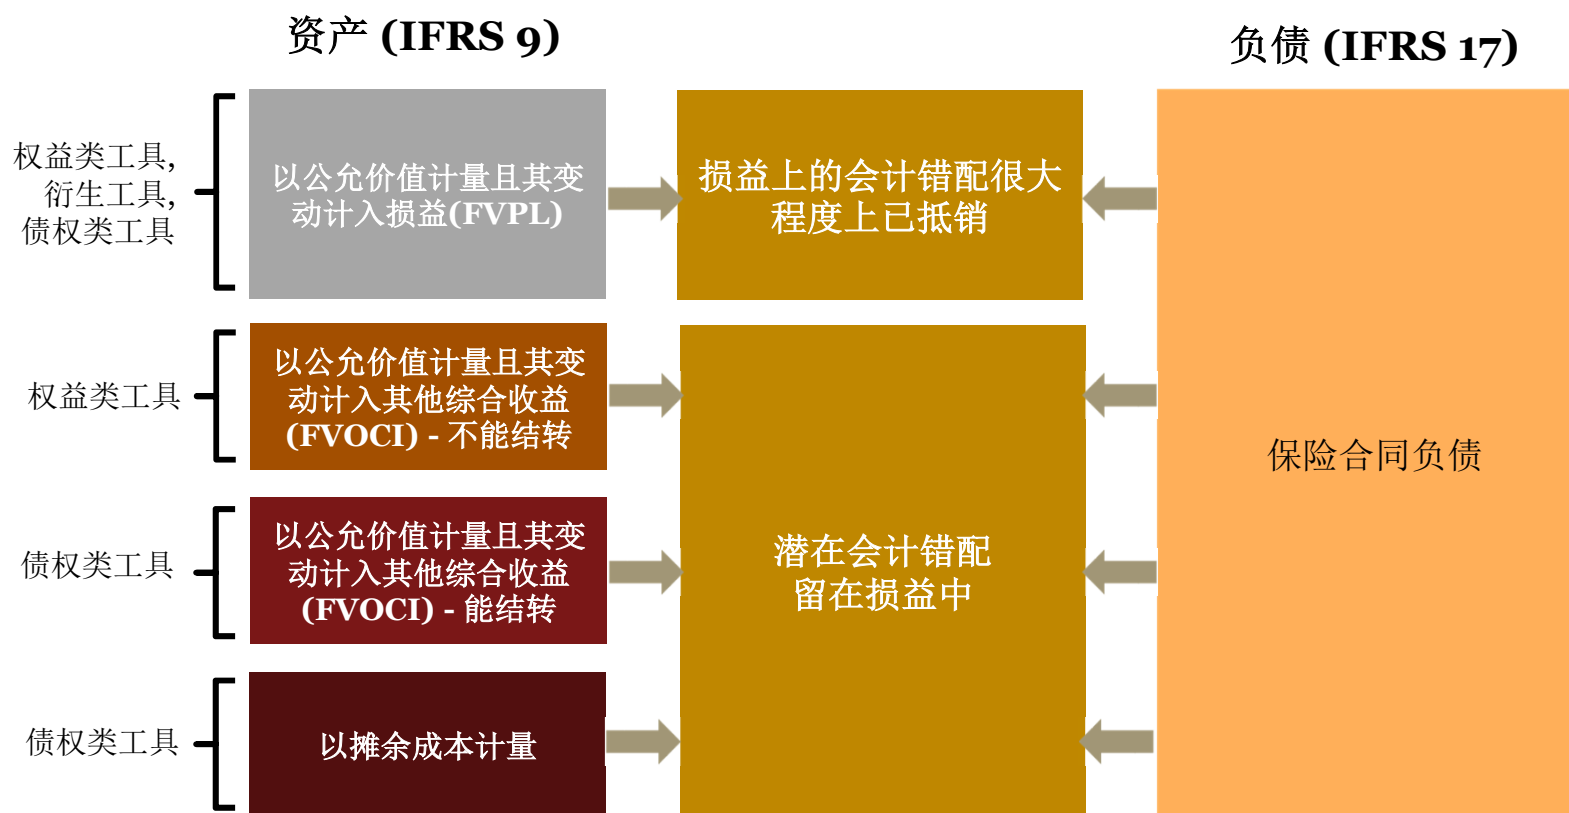 资产 (IFRS 9)
负债 (IFRS 17)
权益类工具,
衍生工具,
债权类工具
以公允价值计量且其变
动计入损益(FVPL)
损益上的会计错配很大
程度上已抵销
权益类工具
以公允价值计量且其变
动计入其他综合收益
(FVOCI) - 不能结转
债权类工具
以公允价值计量且其变
动计入其他综合收益
(FVOCI) - 能结转
潜在会计错配
留在损益中
保险合同负债
债权类工具
以摊余成本计量